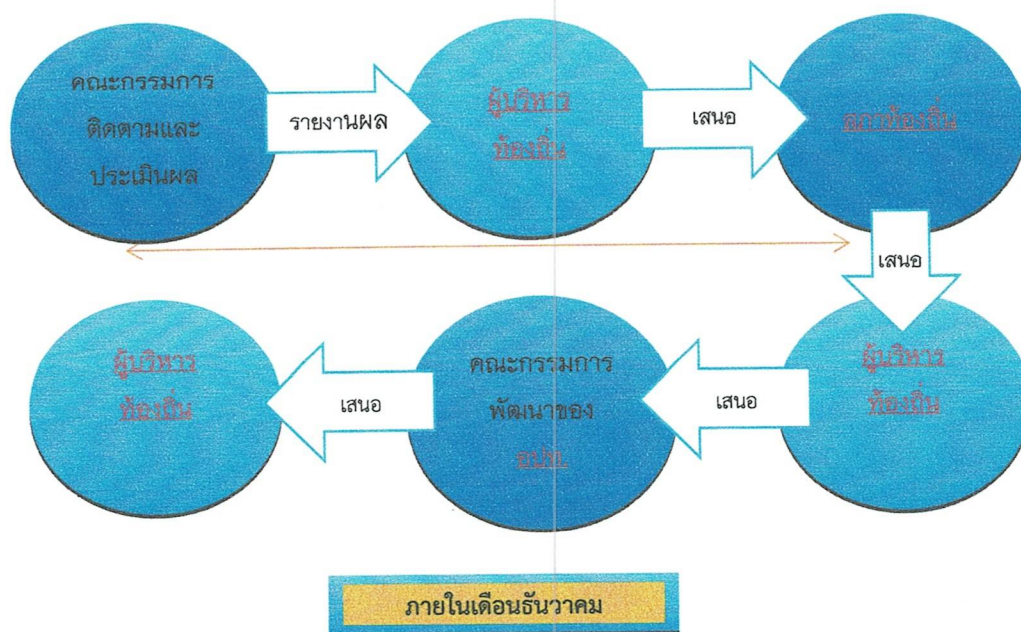 คณะกรรมการ
ติดตามและ
ประเมินผล
รายงานผล
ผู้บริหาร
ท้องถิ่น
เสนอ
สภาท้องถิ่น
เสนอ
ผู้บริหาร
ท้องถิ่น
เสนอ
คณะกรรมการ
พัฒนาของ
อปท.
เสนอ
ผู้บริหาร
ท้องถิ่น
ภายในเดือนธันวาคม